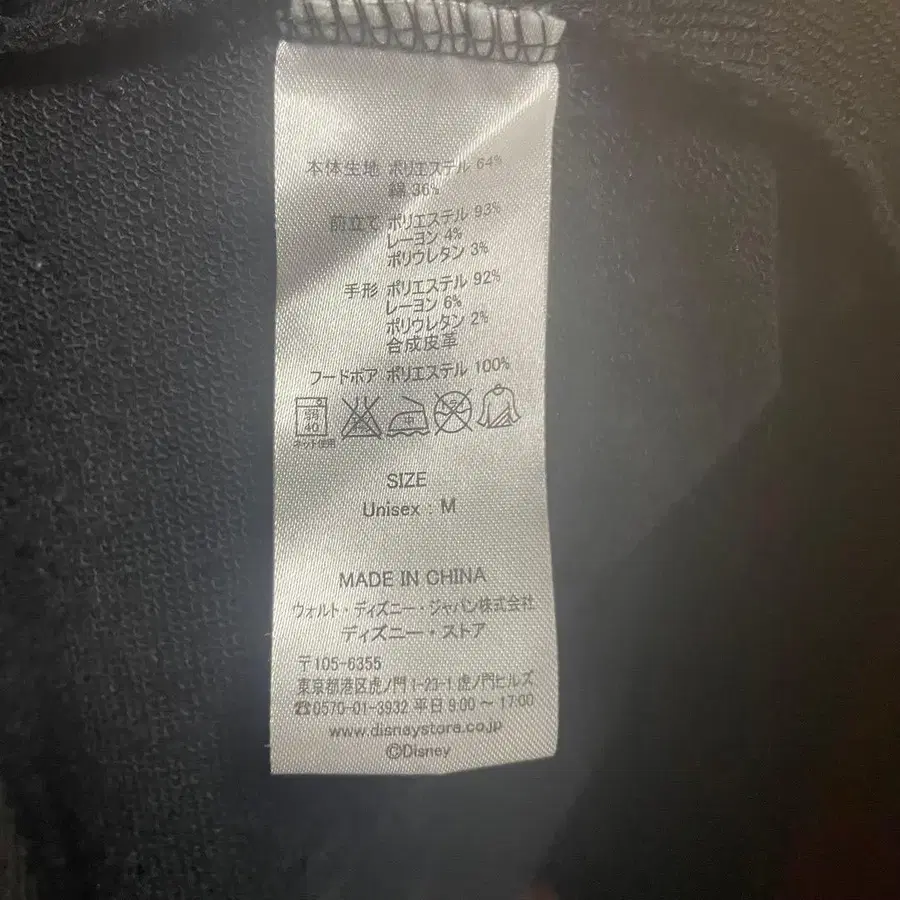 本体生地 ポリエステル 64%
綿 36%
前立て ポリエステル 93%
レーヨン 4%
ポリウレタン 3%
手形 ポリエステル 92%
レーヨン 6%
ポリウレタン 2%
合成皮革
フードボア ポリエステル 100%
弱
40
ネット使用
SIZE
Unisex : M
MADE IN CHINA
ウォルト・ディズニー・ジャパン株式会社
ディズニー・ストア
〒105-6355
東京都港区虎ノ門 1-23-1 虎ノ門ヒルズ
☎0570-01-3932 平日 9:00 ～ 17:00
www.disneystore.co.jp
©Disney